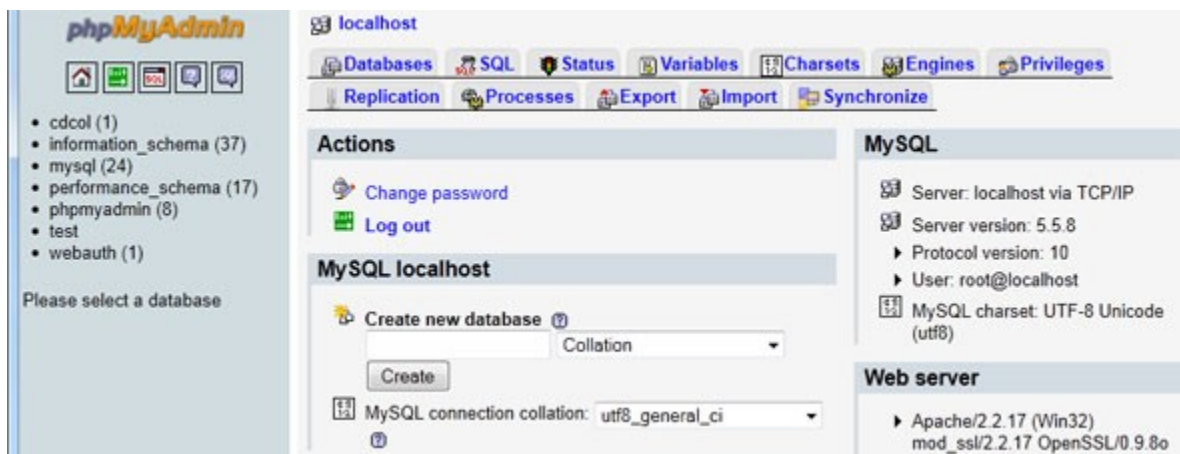 phpMyAdmin
cdcol (1)
information_schema (37)
mysql (24)
performance_schema (17)
phpmyadmin (8)
test
webauth (1)
Please select a database
localhost
Databases SQL Status Variables Charsets Engines Privileges
Replication Processes Export Import Synchronize
Actions
Change password
Log out
MySQL localhost
Create new database
Collation
Create
MySQL connection collation: utf8_general_ci
MySQL
Server: localhost via TCP/IP
Server version: 5.5.8
Protocol version: 10
User: root@localhost
MySQL charset: UTF-8 Unicode
(utf8)
Web server
Apache/2.2.17 (Win32)
mod_ssl/2.2.17 OpenSSL/0.9.8o